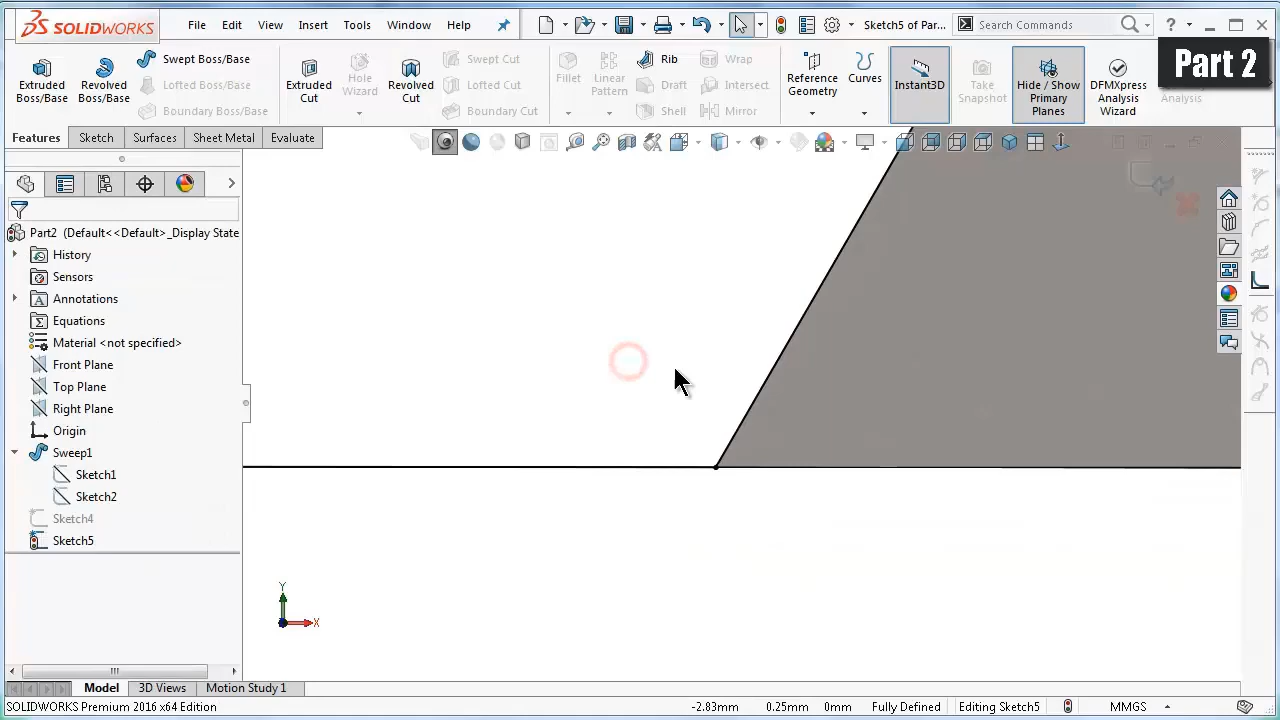 SOLIDWORKS
File Edit View Insert Tools Window Help
Sketch5 of Par...
Search Commands
?
Part 2
Extruded Boss/Base
Revolved Boss/Base
Swept Boss/Base
Lofted Boss/Base
Boundary Boss/Base
Extruded Cut
Hole Wizard
Revolved Cut
Swept Cut
Lofted Cut
Boundary Cut
Fillet
Linear Pattern
Rib
Draft
Shell
Wrap
Intersect
Mirror
Reference Geometry
Curves
Instant3D
Take Snapshot
Hide / Show Primary Planes
DFMXpress Analysis Wizard
Analysis
Features Sketch Surfaces Sheet Metal Evaluate
Part2 (Default<<Default>_Display State
History
Sensors
Annotations
Equations
Material <not specified>
Front Plane
Top Plane
Right Plane
Origin
Sweep1
Sketch1
Sketch2
Sketch4
Sketch5
Y
X
Model 3D Views Motion Study 1
SOLIDWORKS Premium 2016 x64 Edition -2.83mm 0.25mm 0mm Fully Defined Editing Sketch5 MMGS